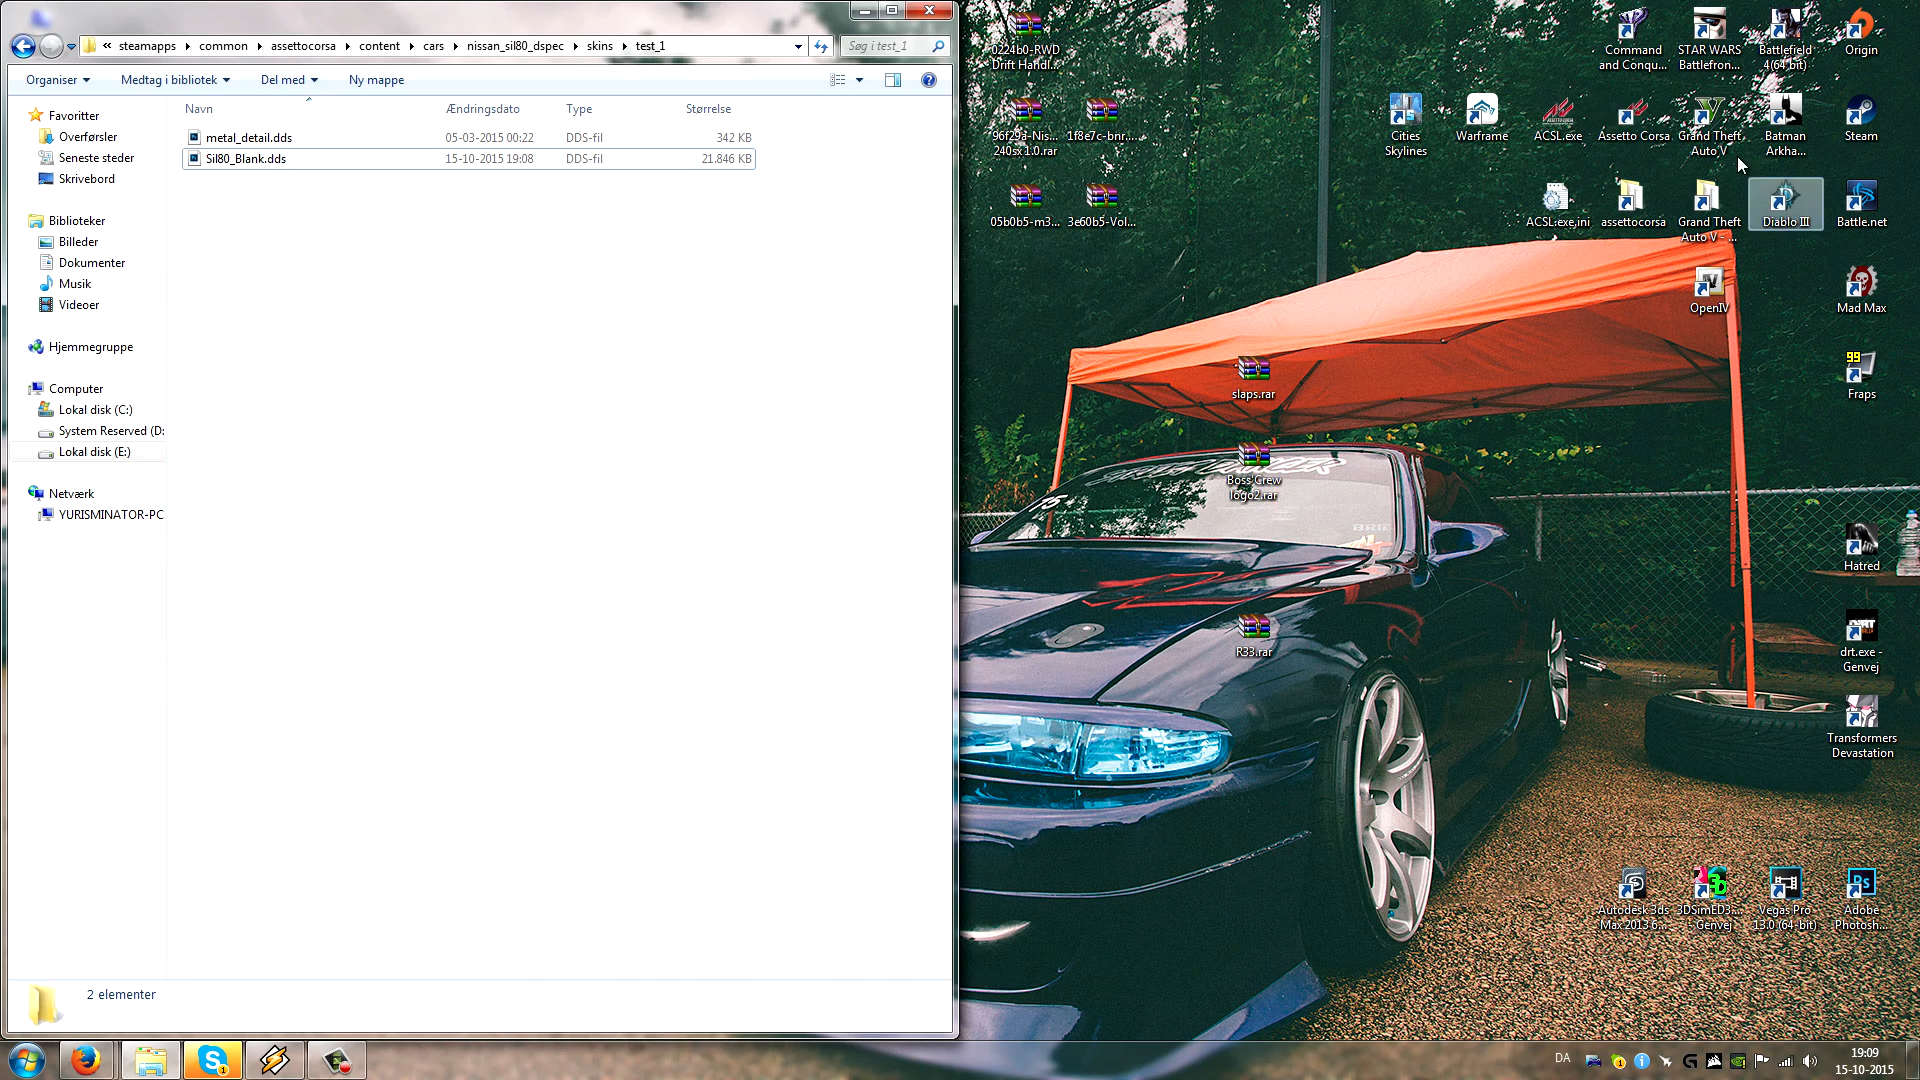 « steamapps common assettocorsa content cars nissan_sil80_dspec skins test_1
Søg i test_1
Organiser Medtag i bibliotek Del med Ny mappe
Navn Ændringsdato Type Størrelse
metal_detail.dds 05-03-2015 00:22 DDS-fil 342 KB
Sil80_Blank.dds 15-10-2015 19:08 DDS-fil 21.846 KB
Favoritter
Overførsler
Seneste steder
Skrivebord
Biblioteker
Billeder
Dokumenter
Musik
Videoer
Hjemmegruppe
Computer
Lokal disk (C:)
System Reserved (D:
Lokal disk (E:)
Netværk
YURISMINATOR-PC
2 elementer
0224b0-RWD
Drift Handl...
96f29a-Nis...
240sx 1.0.rar
1f8e7c-bnr....
05b0b5-m3...
3e60b5-Vol...
Command
and Conqu...
STAR WARS
Battlefron...
Battlefield
4(64 bit)
Origin
Cities
Skylines
Warframe
ACSL.exe
Assetto Corsa
Grand Theft
Auto V
Batman
Arkha...
Steam
ACSL.exe.ini
assettocorsa
Grand Theft
Auto V - ...
Diablo III
Battle.net
OpenIV
Mad Max
99
Fraps
slaps.rar
Boss Crew
logo2.rar
R33.rar
Hatred
DiRT
drt.exe -
Genvej
Transformers
Devastation
Autodesk 3ds
Max 2013 6...
3DSimED3...
- Genvej
Vegas Pro
13.0 (64-bit)
Ps
Adobe
Photosh...
DA
19:09
15-10-2015